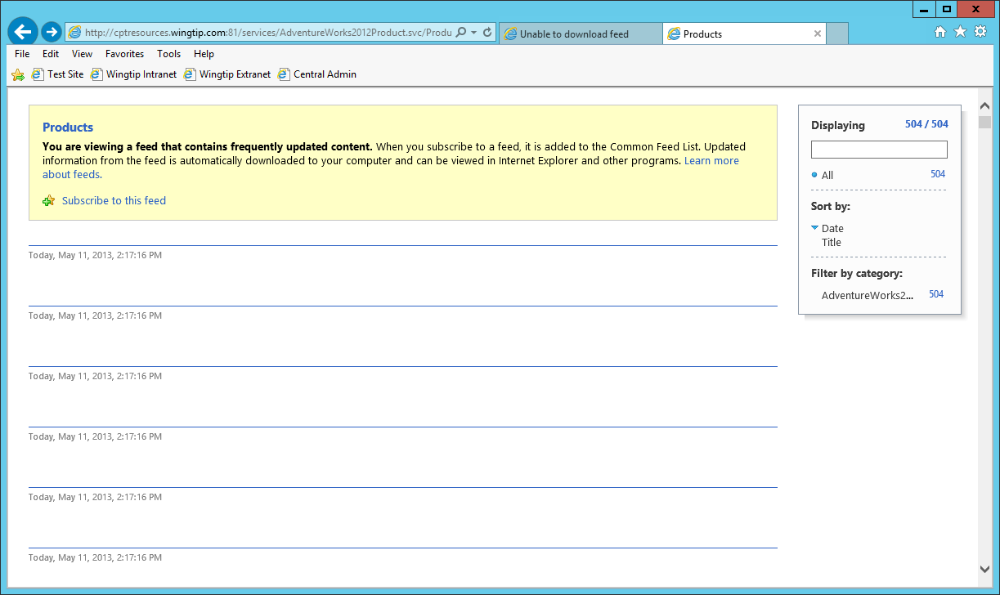 http://cptresources.wingtip.com:81/services/AdventureWorks2012Product.svc/Produ
Unable to download feed
Products
File Edit View Favorites Tools Help
Test Site Wingtip Intranet Wingtip Extranet Central Admin
Products
You are viewing a feed that contains frequently updated content. When you subscribe to a feed, it is added to the Common Feed List. Updated
information from the feed is automatically downloaded to your computer and can be viewed in Internet Explorer and other programs. Learn more
about feeds.
Subscribe to this feed
Today, May 11, 2013, 2:17:16 PM
Today, May 11, 2013, 2:17:16 PM
Today, May 11, 2013, 2:17:16 PM
Today, May 11, 2013, 2:17:16 PM
Today, May 11, 2013, 2:17:16 PM
Today, May 11, 2013, 2:17:16 PM
Displaying 504 / 504
All 504
Sort by:
Date
Title
Filter by category:
AdventureWorks2... 504